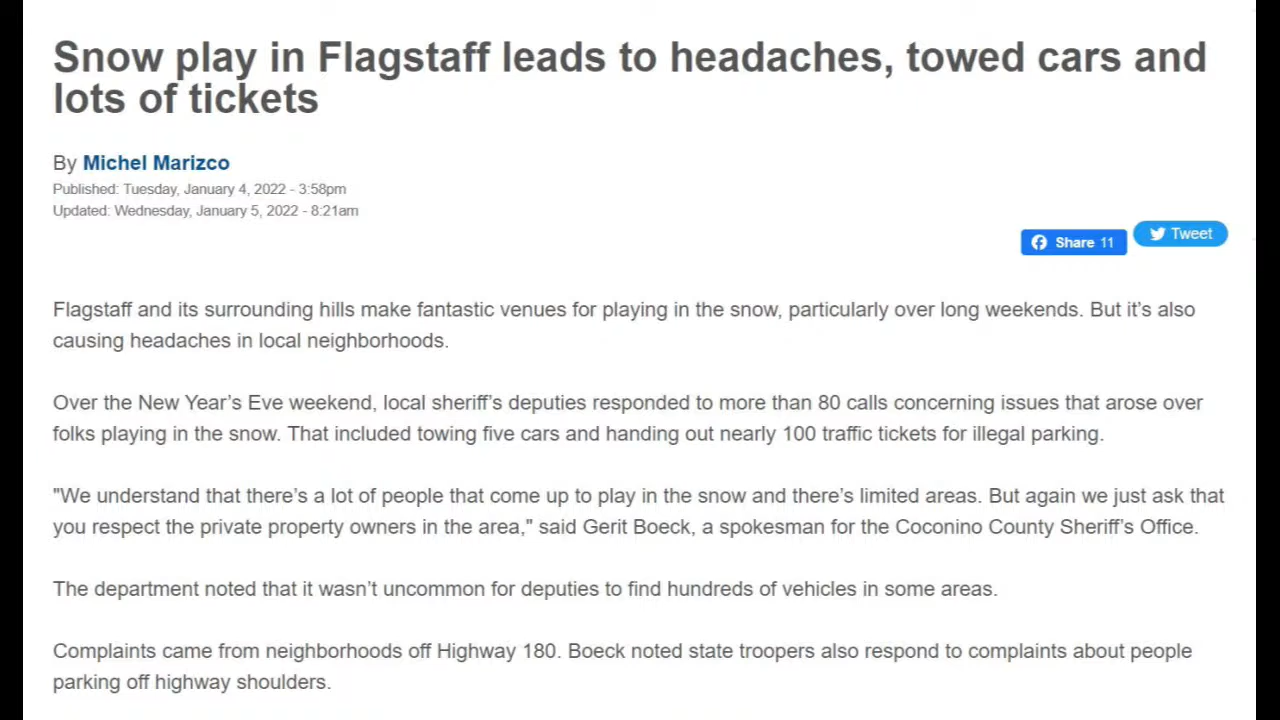 Snow play in Flagstaff leads to headaches, towed cars and
lots of tickets
By Michel Marizco
Published: Tuesday, January 4, 2022 - 3:58pm
Updated: Wednesday, January 5, 2022 - 8:21am
Share 11
Tweet
Flagstaff and its surrounding hills make fantastic venues for playing in the snow, particularly over long weekends. But it’s also
causing headaches in local neighborhoods.
Over the New Year’s Eve weekend, local sheriff’s deputies responded to more than 80 calls concerning issues that arose over
folks playing in the snow. That included towing five cars and handing out nearly 100 traffic tickets for illegal parking.
"We understand that there’s a lot of people that come up to play in the snow and there’s limited areas. But again we just ask that
you respect the private property owners in the area," said Gerit Boeck, a spokesman for the Coconino County Sheriff’s Office.
The department noted that it wasn’t uncommon for deputies to find hundreds of vehicles in some areas.
Complaints came from neighborhoods off Highway 180. Boeck noted state troopers also respond to complaints about people
parking off highway shoulders.